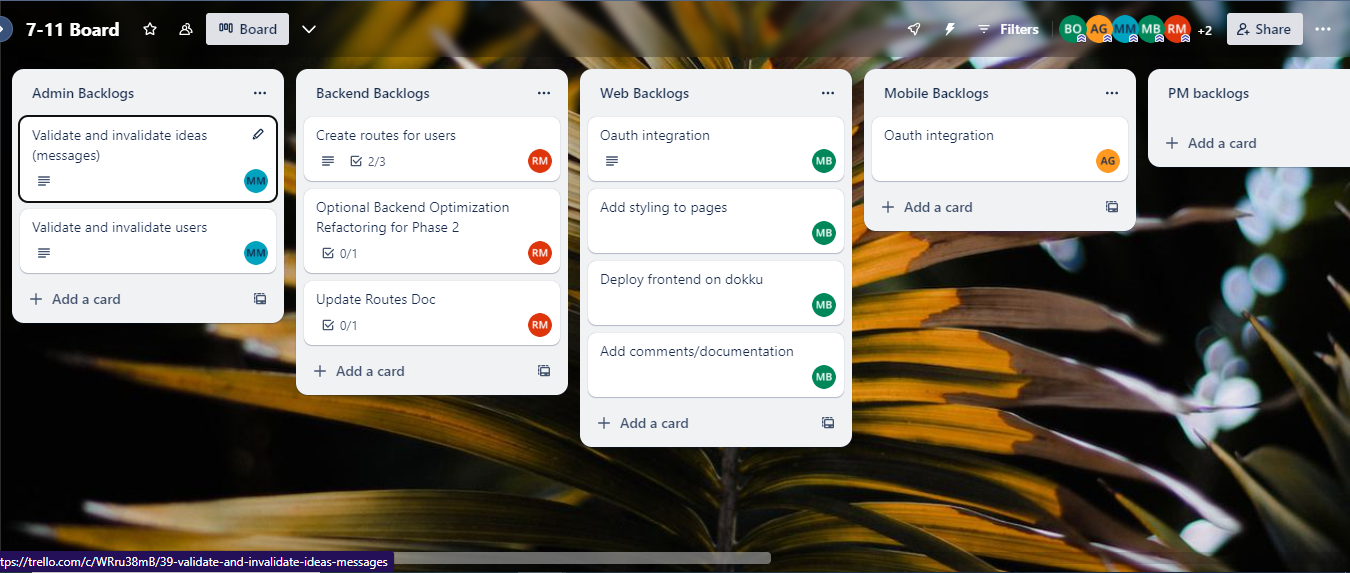 7-11 Board
Board
Filters
BO AG MM MB RM +2
Share
Admin Backlogs
Validate and invalidate ideas
(messages)
MM
Validate and invalidate users
MM
Add a card
Backend Backlogs
Create routes for users
2/3
RM
Optional Backend Optimization
Refactoring for Phase 2
0/1
RM
Update Routes Doc
0/1
RM
Add a card
Web Backlogs
Oauth integration
MB
Add styling to pages
MB
Deploy frontend on dokku
MB
Add comments/documentation
MB
Add a card
Mobile Backlogs
Oauth integration
AG
Add a card
PM backlogs
Add a card
tps://trello.com/c/WRru38mB/39-validate-and-invalidate-ideas-messages